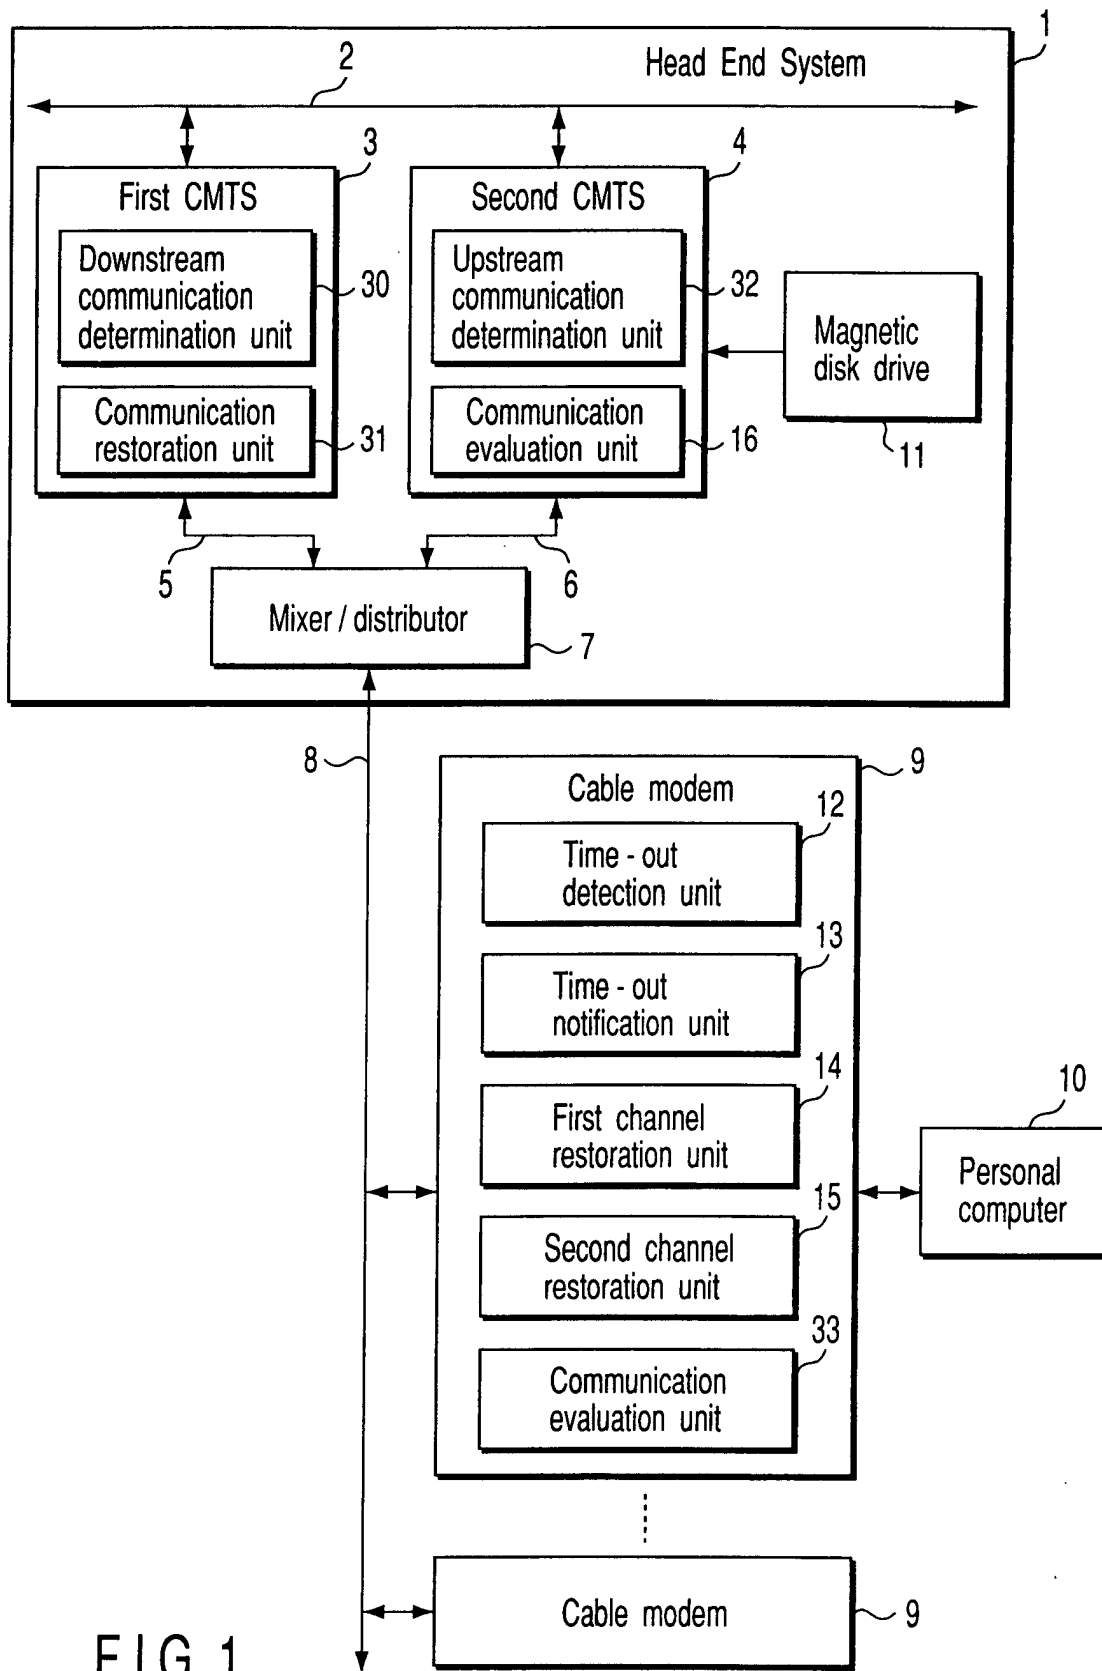 1
Head End System
2
3
4
First CMTS
Second CMTS
Downstream
communication
determination unit
30
Upstream
communication
determination unit
32
Magnetic
disk drive
11
Communication
restoration unit
31
Communication
evaluation unit
16
5
6
Mixer / distributor
7
8
9
Cable modem
12
Time - out
detection unit
13
Time - out
notification unit
14
First channel
restoration unit
10
Personal
computer
15
Second channel
restoration unit
33
Communication
evaluation unit
Cable modem
9
FIG. 1